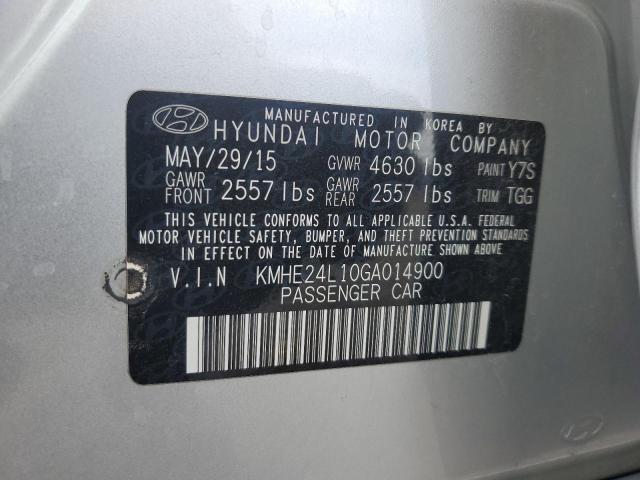 MANUFACTURED IN KOREA BY
HYUNDAI MOTOR COMPANY
MAY/29/15 GVWR 4630 lbs PAINT Y7S
GAWR FRONT 2557 lbs GAWR REAR 2557 lbs TRIM TGG
THIS VEHICLE CONFORMS TO ALL APPLICABLE U.S.A. FEDERAL
MOTOR VEHICLE SAFETY, BUMPER, AND THEFT PREVENTION STANDARDS
IN EFFECT ON THE DATE OF MANUFACTURE SHOWN ABOVE.
V.I.N KMHE24L10GA014900
PASSENGER CAR